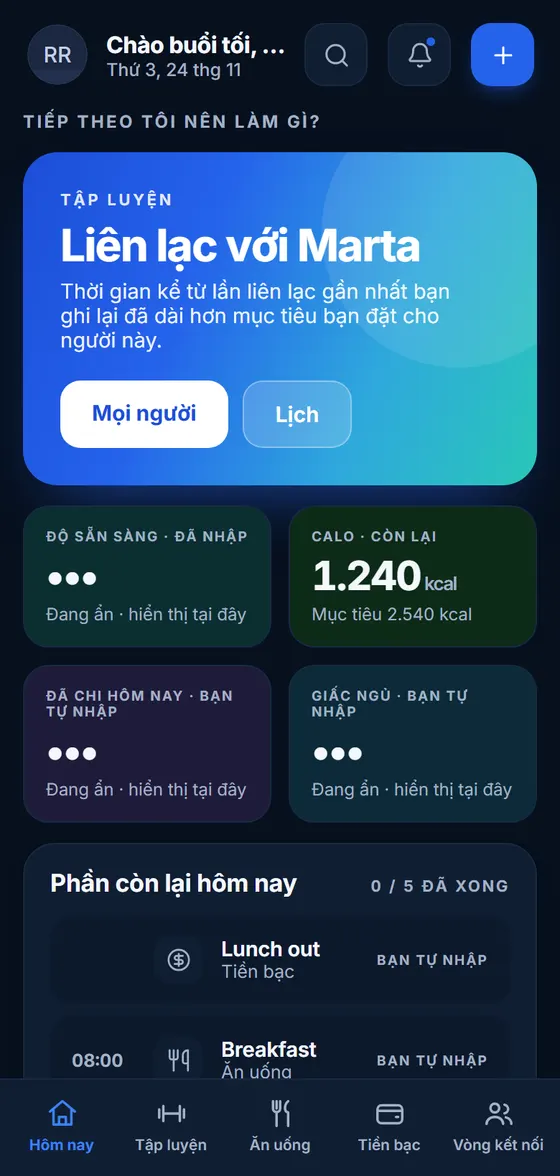 RR
Chào buổi tối, ...
Thứ 3, 24 thg 11
TIẾP THEO TÔI NÊN LÀM GÌ?
TẬP LUYỆN
Liên lạc với Marta
Thời gian kể từ lần liên lạc gần nhất bạn
ghi lại đã dài hơn mục tiêu bạn đặt cho
người này.
Mọi người
Lịch
ĐỘ SẴN SÀNG · ĐÃ NHẬP
•••
Đang ẩn · hiển thị tại đây
CALO · CÒN LẠI
1.240 kcal
Mục tiêu 2.540 kcal
ĐÃ CHI HÔM NAY · BẠN
TỰ NHẬP
•••
Đang ẩn · hiển thị tại đây
GIẤC NGỦ · BẠN TỰ
NHẬP
•••
Đang ẩn · hiển thị tại đây
Phần còn lại hôm nay
0 / 5 ĐÃ XONG
Lunch out
Tiền bạc
BẠN TỰ NHẬP
08:00
Breakfast
Ăn uống
BẠN TỰ NHẬP
Hôm nay
Tập luyện
Ăn uống
Tiền bạc
Vòng kết nối